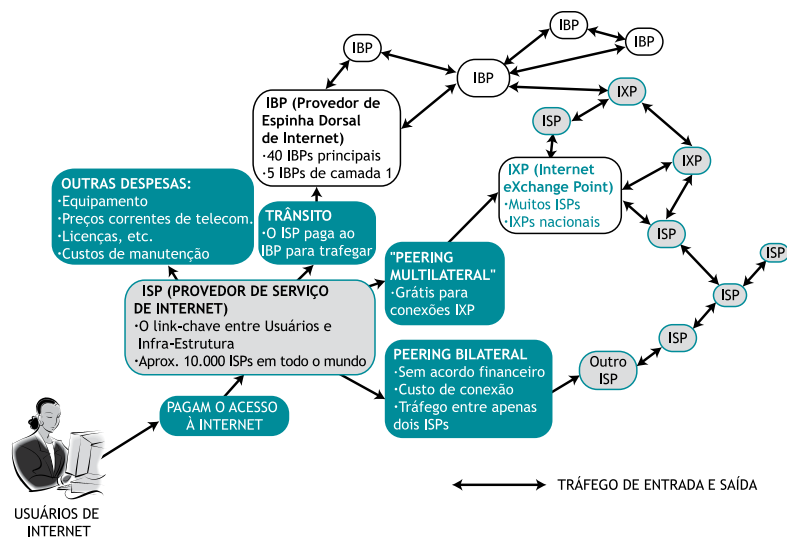 IBP
IBP
IBP
IBP
IBP (Provedor de
Espinha Dorsal
de Internet)
·40 IBPs principais
·5 IBPs de camada 1
IXP
ISP
IXP (Internet
eXchange Point)
·Muitos ISPs
·IXPs nacionais
IXP
ISP
ISP
ISP
ISP
Outro
ISP
OUTRAS DESPESAS:
·Equipamento
·Preços correntes de telecom.
·Licenças, etc.
·Custos de manutenção
TRÂNSITO
·O ISP paga ao
IBP para trafegar
"PEERING
MULTILATERAL"
·Grátis para
conexões IXP
ISP (PROVEDOR DE SERVIÇO
DE INTERNET)
·O link-chave entre Usuários e
Infra-Estrutura
·Aprox. 10.000 ISPs em todo o mundo
PEERING BILATERAL
·Sem acordo financeiro
·Custo de conexão
·Tráfego entre apenas
dois ISPs
PAGAM O ACESSO
À INTERNET
USUÁRIOS DE
INTERNET
TRÁFEGO DE ENTRADA E SAÍDA